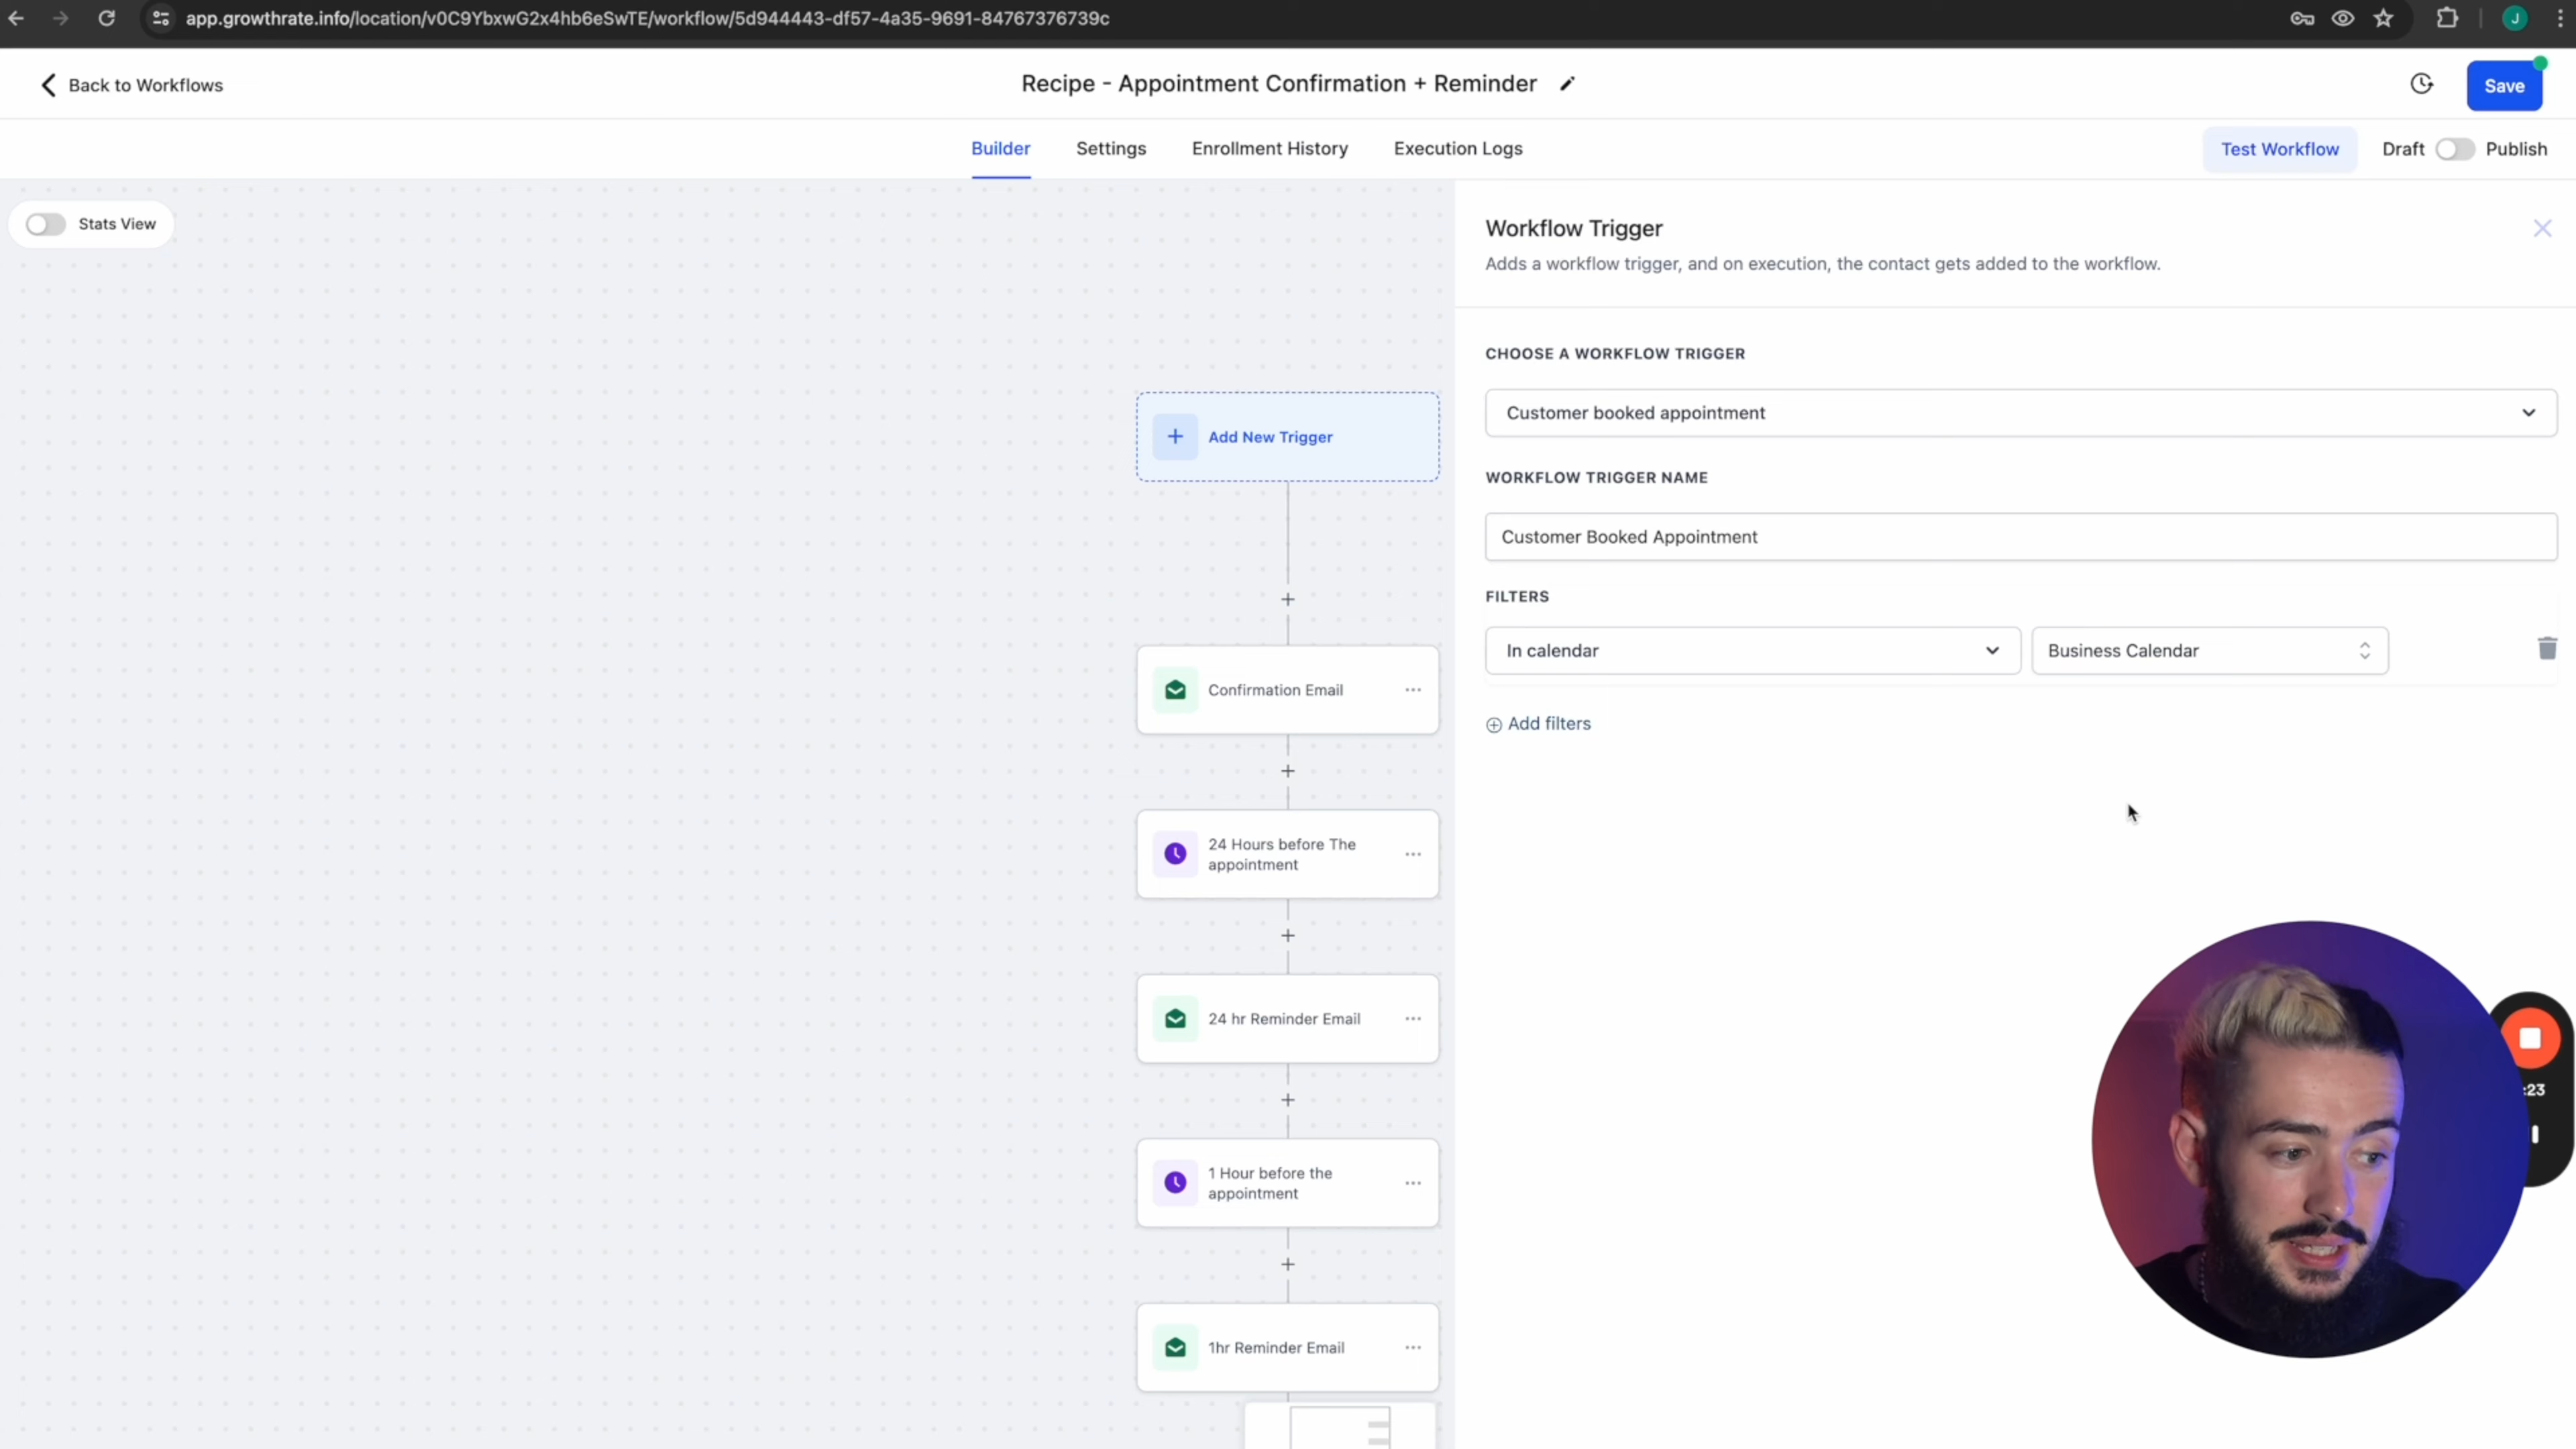 app.growthrate.info/location/v0C9YbxwG2x4hb6eSwTE/workflow/5d944443-df57-4a35-9691-84767376739c
J
Back to Workflows
Recipe - Appointment Confirmation + Reminder
Save
Builder
Settings
Enrollment History
Execution Logs
Test Workflow
Draft
Publish
Stats View
Add New Trigger
Confirmation Email
24 Hours before The
appointment
24 hr Reminder Email
1 Hour before the
appointment
1hr Reminder Email
Workflow Trigger
Adds a workflow trigger, and on execution, the contact gets added to the workflow.
CHOOSE A WORKFLOW TRIGGER
Customer booked appointment
WORKFLOW TRIGGER NAME
Customer Booked Appointment
FILTERS
In calendar
Business Calendar
Add filters
:23